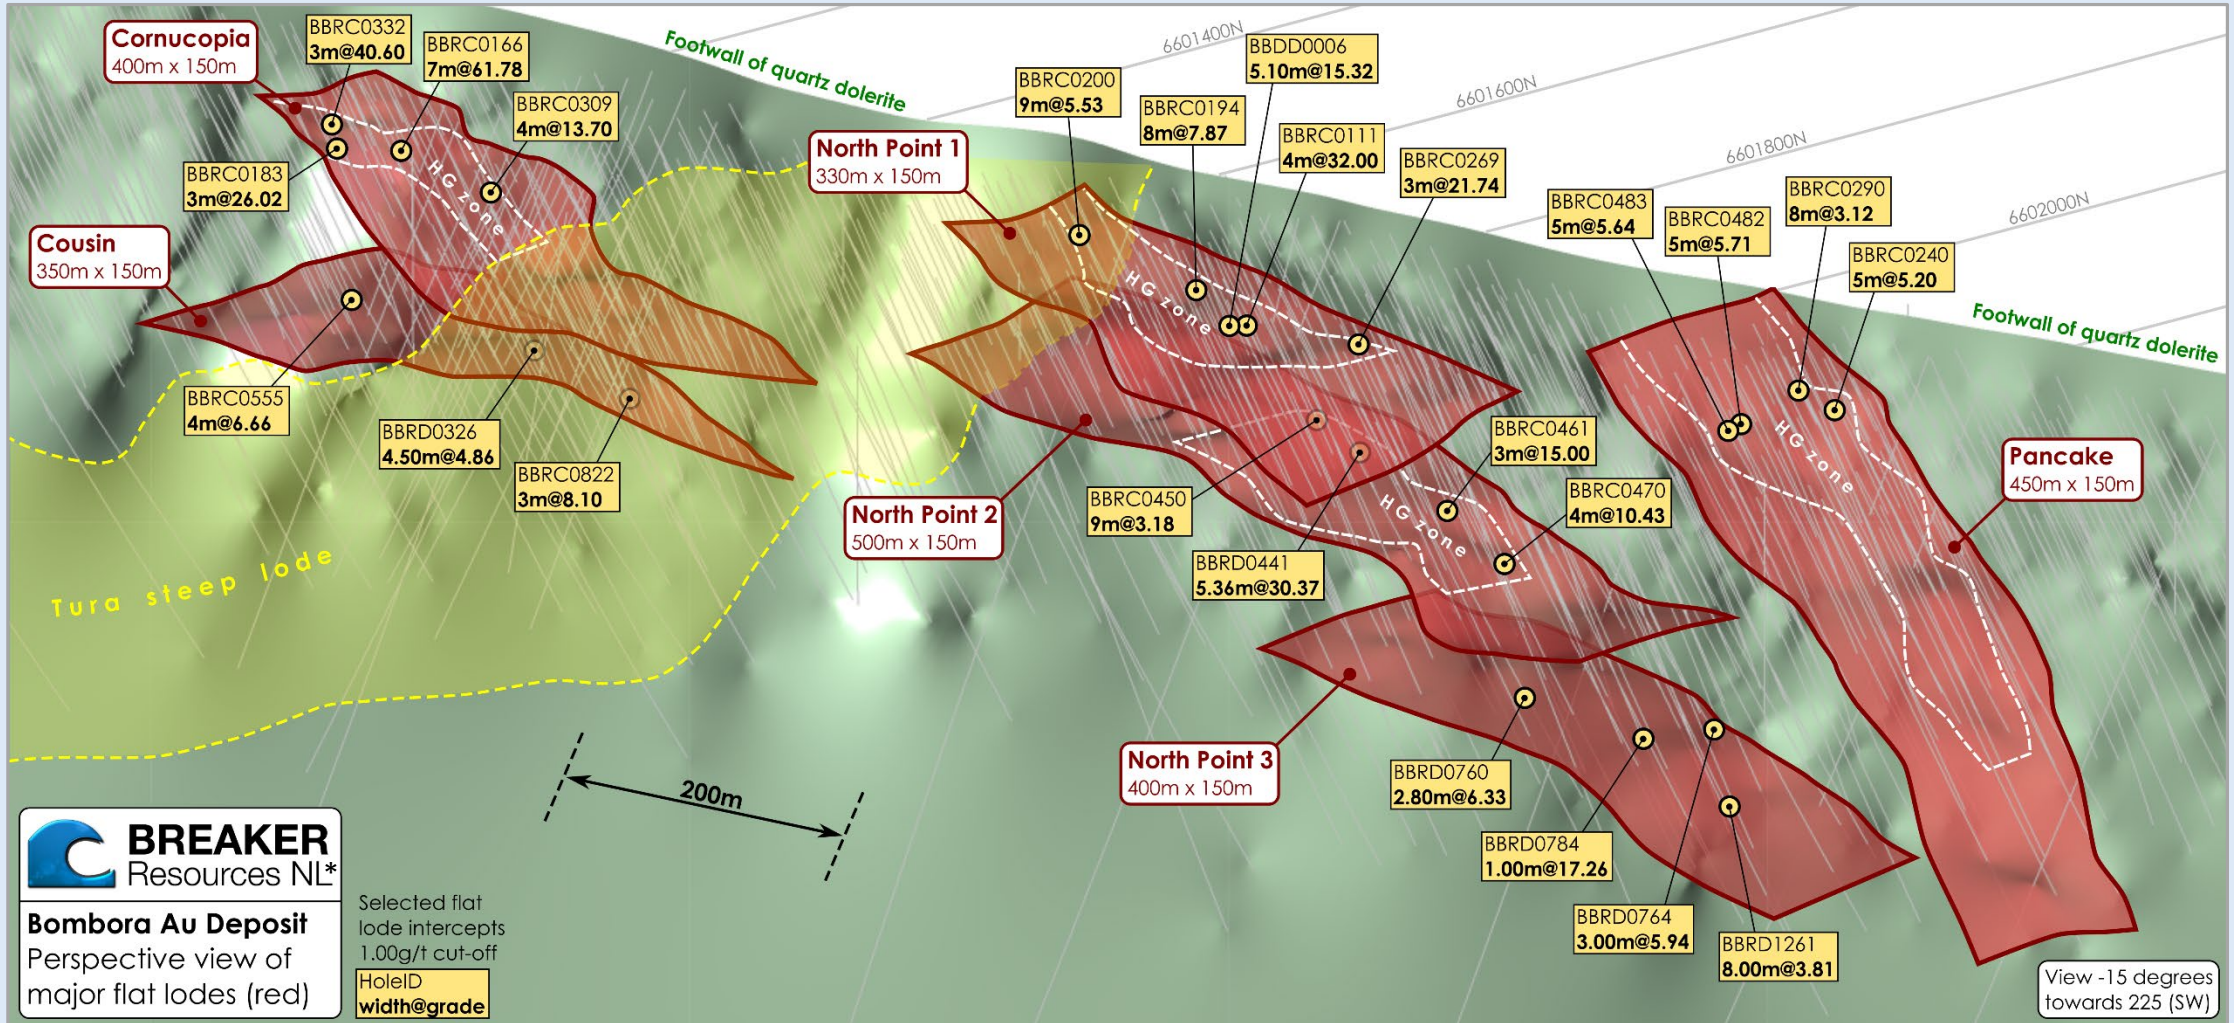 Cornucopia
400m x 150m
BBRC0332
3m@40.60
BBRC0166
7m@61.78
BBRC0309
4m@13.70
BBRC0183
3m@26.02
HG zone
Cousin
350m x 150m
BBRC0555
4m@6.66
BBRD0326
4.50m@4.86
BBRC0822
3m@8.10
Tura steep lode
Footwall of quartz dolerite
6601400N
6601600N
6601800N
6602000N
North Point 1
330m x 150m
BBRC0200
9m@5.53
BBRC0194
8m@7.87
BBDD0006
5.10m@15.32
BBRC0111
4m@32.00
BBRC0269
3m@21.74
HG zone
North Point 2
500m x 150m
BBRC0450
9m@3.18
BBRD0441
5.36m@30.37
BBRC0461
3m@15.00
BBRC0470
4m@10.43
HG zone
BBRC0483
5m@5.64
BBRC0482
5m@5.71
BBRC0290
8m@3.12
BBRC0240
5m@5.20
HG zone
Footwall of quartz dolerite
Pancake
450m x 150m
North Point 3
400m x 150m
BBRD0760
2.80m@6.33
BBRD0784
1.00m@17.26
BBRD0764
3.00m@5.94
BBRD1261
8.00m@3.81
200m
BREAKER
Resources NL*
Bombora Au Deposit
Perspective view of
major flat lodes (red)
Selected flat
lode intercepts
1.00g/t cut-off
HoleID
width@grade
View -15 degrees
towards 225 (SW)